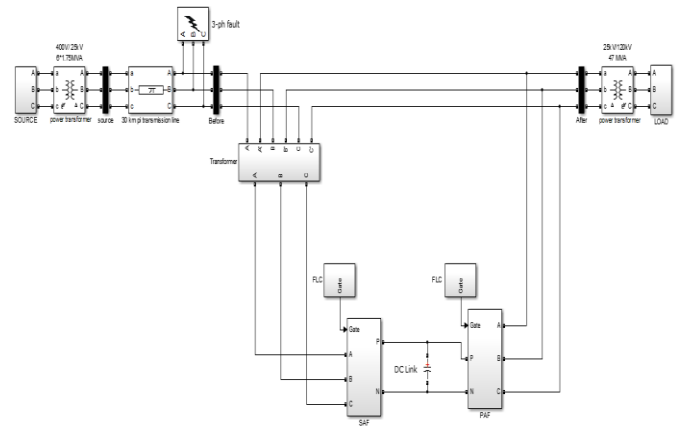 3-ph fault
A B C
400V/25kV
6*1.75MVA
25kV/120kV
47 MVA
A a A A A A a A A
B b B B b B B b B B
C c C C c C C c C C
SOURCE
power transformer
source
30 km pi transmission line
Before
After
power transformer
LOAD
A A' B B' C C'
Transformer
A B C
FLC
Gate
FLC
Gate
Gate
A
B
C
P
N
SAF
DC Link
Gate
P
N
A
B
C
PAF